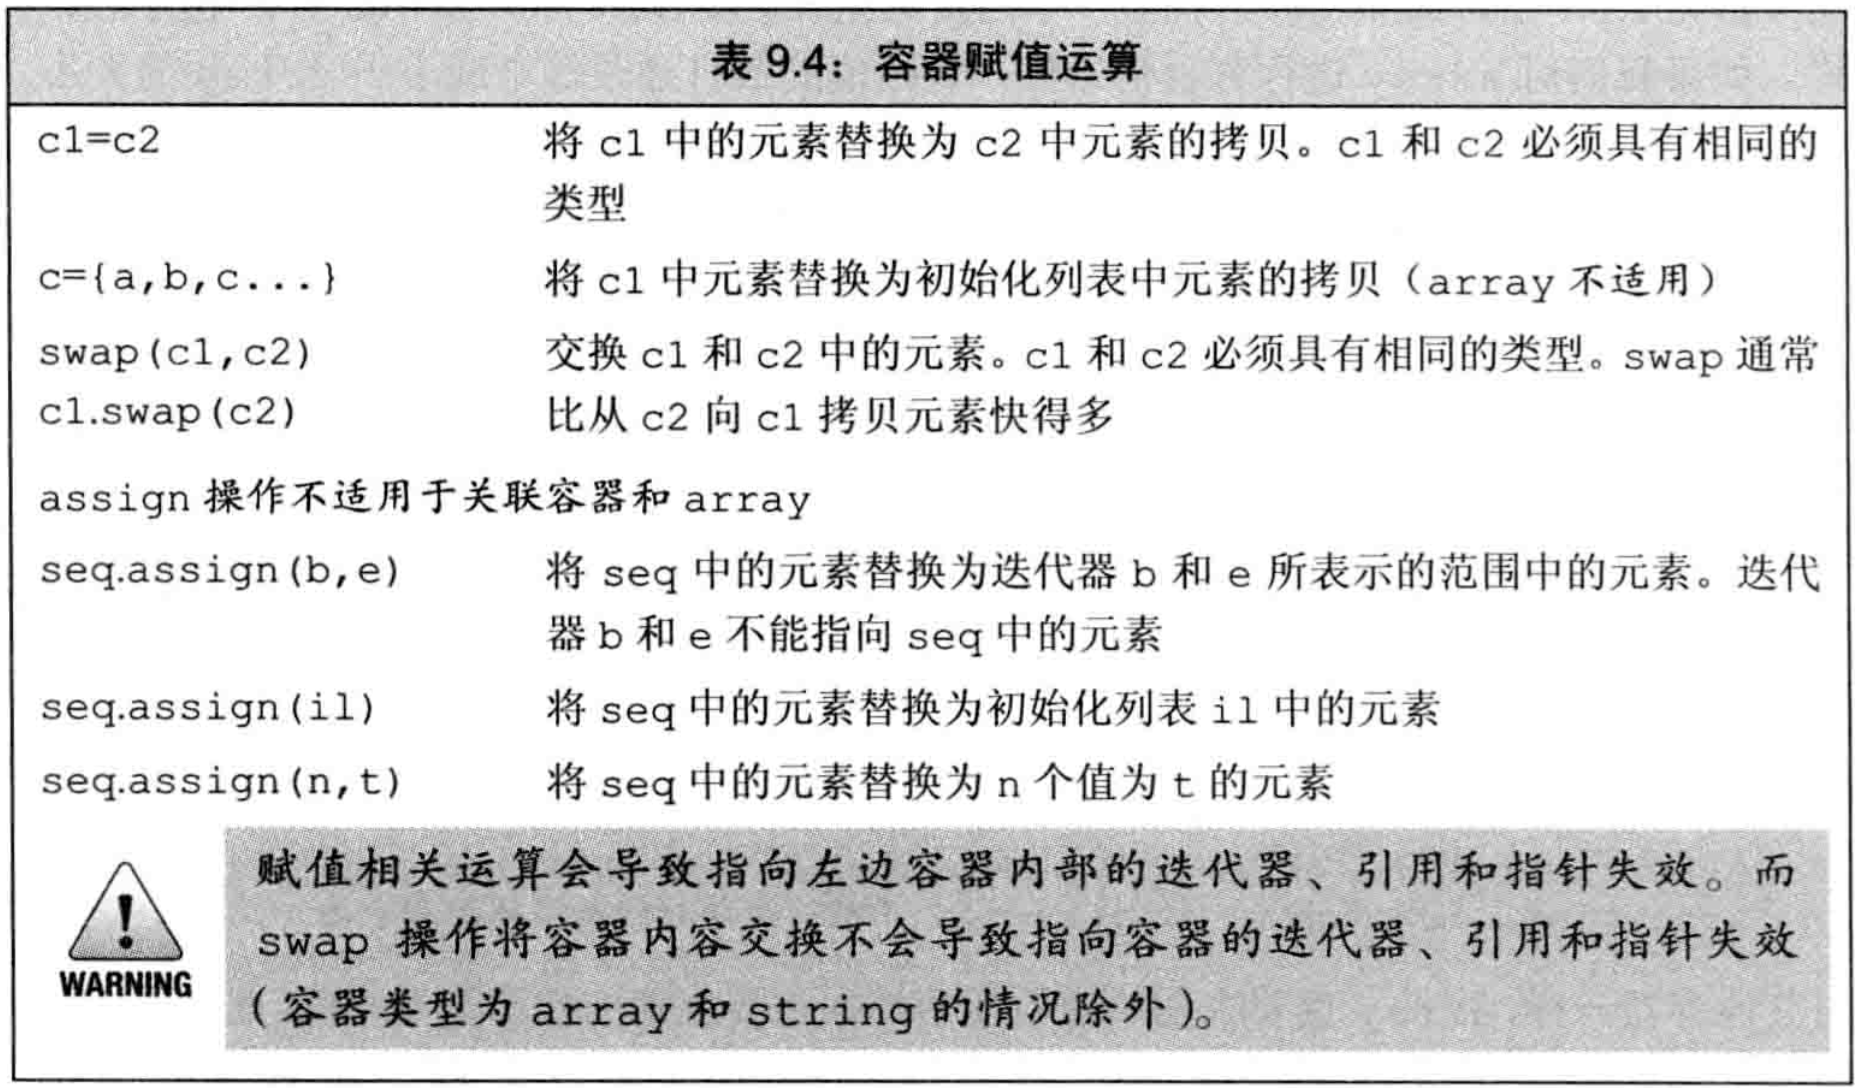 表 9.4：容器赋值运算
c1=c2 将 c1 中的元素替换为 c2 中元素的拷贝。c1 和 c2 必须具有相同的
类型
c={a,b,c...} 将 c1 中元素替换为初始化列表中元素的拷贝（array 不适用）
swap(c1,c2) 交换 c1 和 c2 中的元素。c1 和 c2 必须具有相同的类型。swap 通常
c1.swap(c2) 比从 c2 向 c1 拷贝元素快得多
assign 操作不适用于关联容器和 array
seq.assign(b,e) 将 seq 中的元素替换为迭代器 b 和 e 所表示的范围中的元素。迭代
器 b 和 e 不能指向 seq 中的元素
seq.assign(il) 将 seq 中的元素替换为初始化列表 il 中的元素
seq.assign(n,t) 将 seq 中的元素替换为 n 个值为 t 的元素
赋值相关运算会导致指向左边容器内部的迭代器、引用和指针失效。而
swap 操作将容器内容交换不会导致指向容器的迭代器、引用和指针失效
（容器类型为 array 和 string 的情况除外）。
WARNING